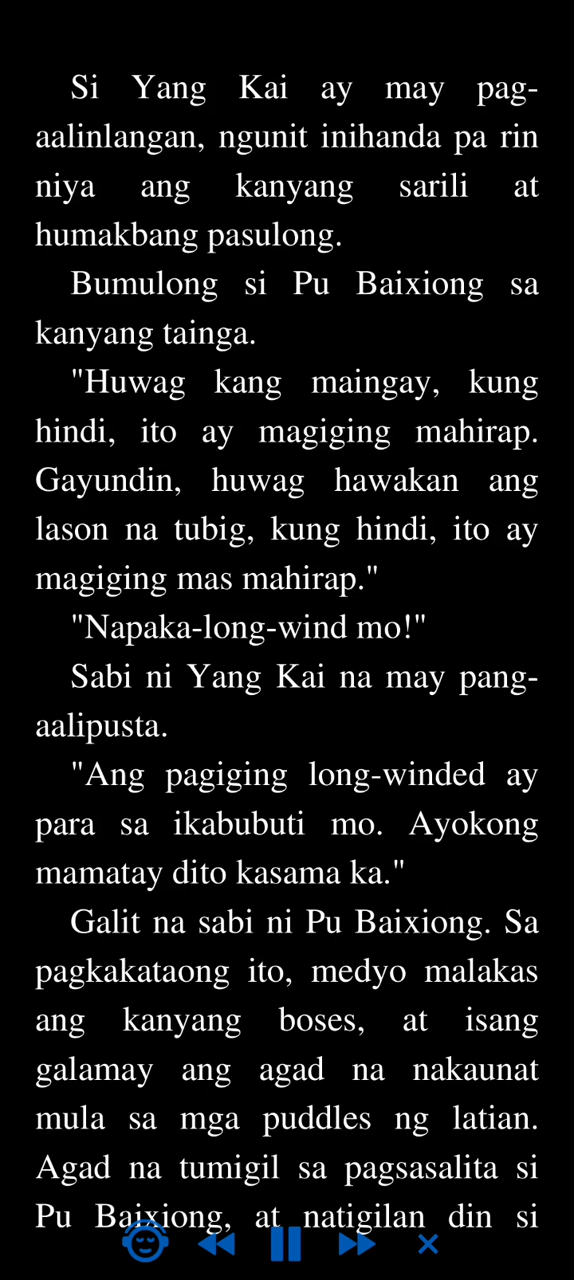 Si Yang Kai ay may pag-
aalinlangan, ngunit inihanda pa rin
niya ang kanyang sarili at
humakbang pasulong.
Bumulong si Pu Baixiong sa
kanyang tainga.
"Huwag kang maingay, kung
hindi, ito ay magiging mahirap.
Gayundin, huwag hawakan ang
lason na tubig, kung hindi, ito ay
magiging mas mahirap."
"Napaka-long-wind mo!"
Sabi ni Yang Kai na may pang-
aalipusta.
"Ang pagiging long-winded ay
para sa ikabubuti mo. Ayokong
mamatay dito kasama ka."
Galit na sabi ni Pu Baixiong. Sa
pagkakataong ito, medyo malakas
ang kanyang boses, at isang
galamay ang agad na nakaunat
mula sa mga puddles ng latian.
Agad na tumigil sa pagsasalita si
Pu Baixiong, at natigilan din si